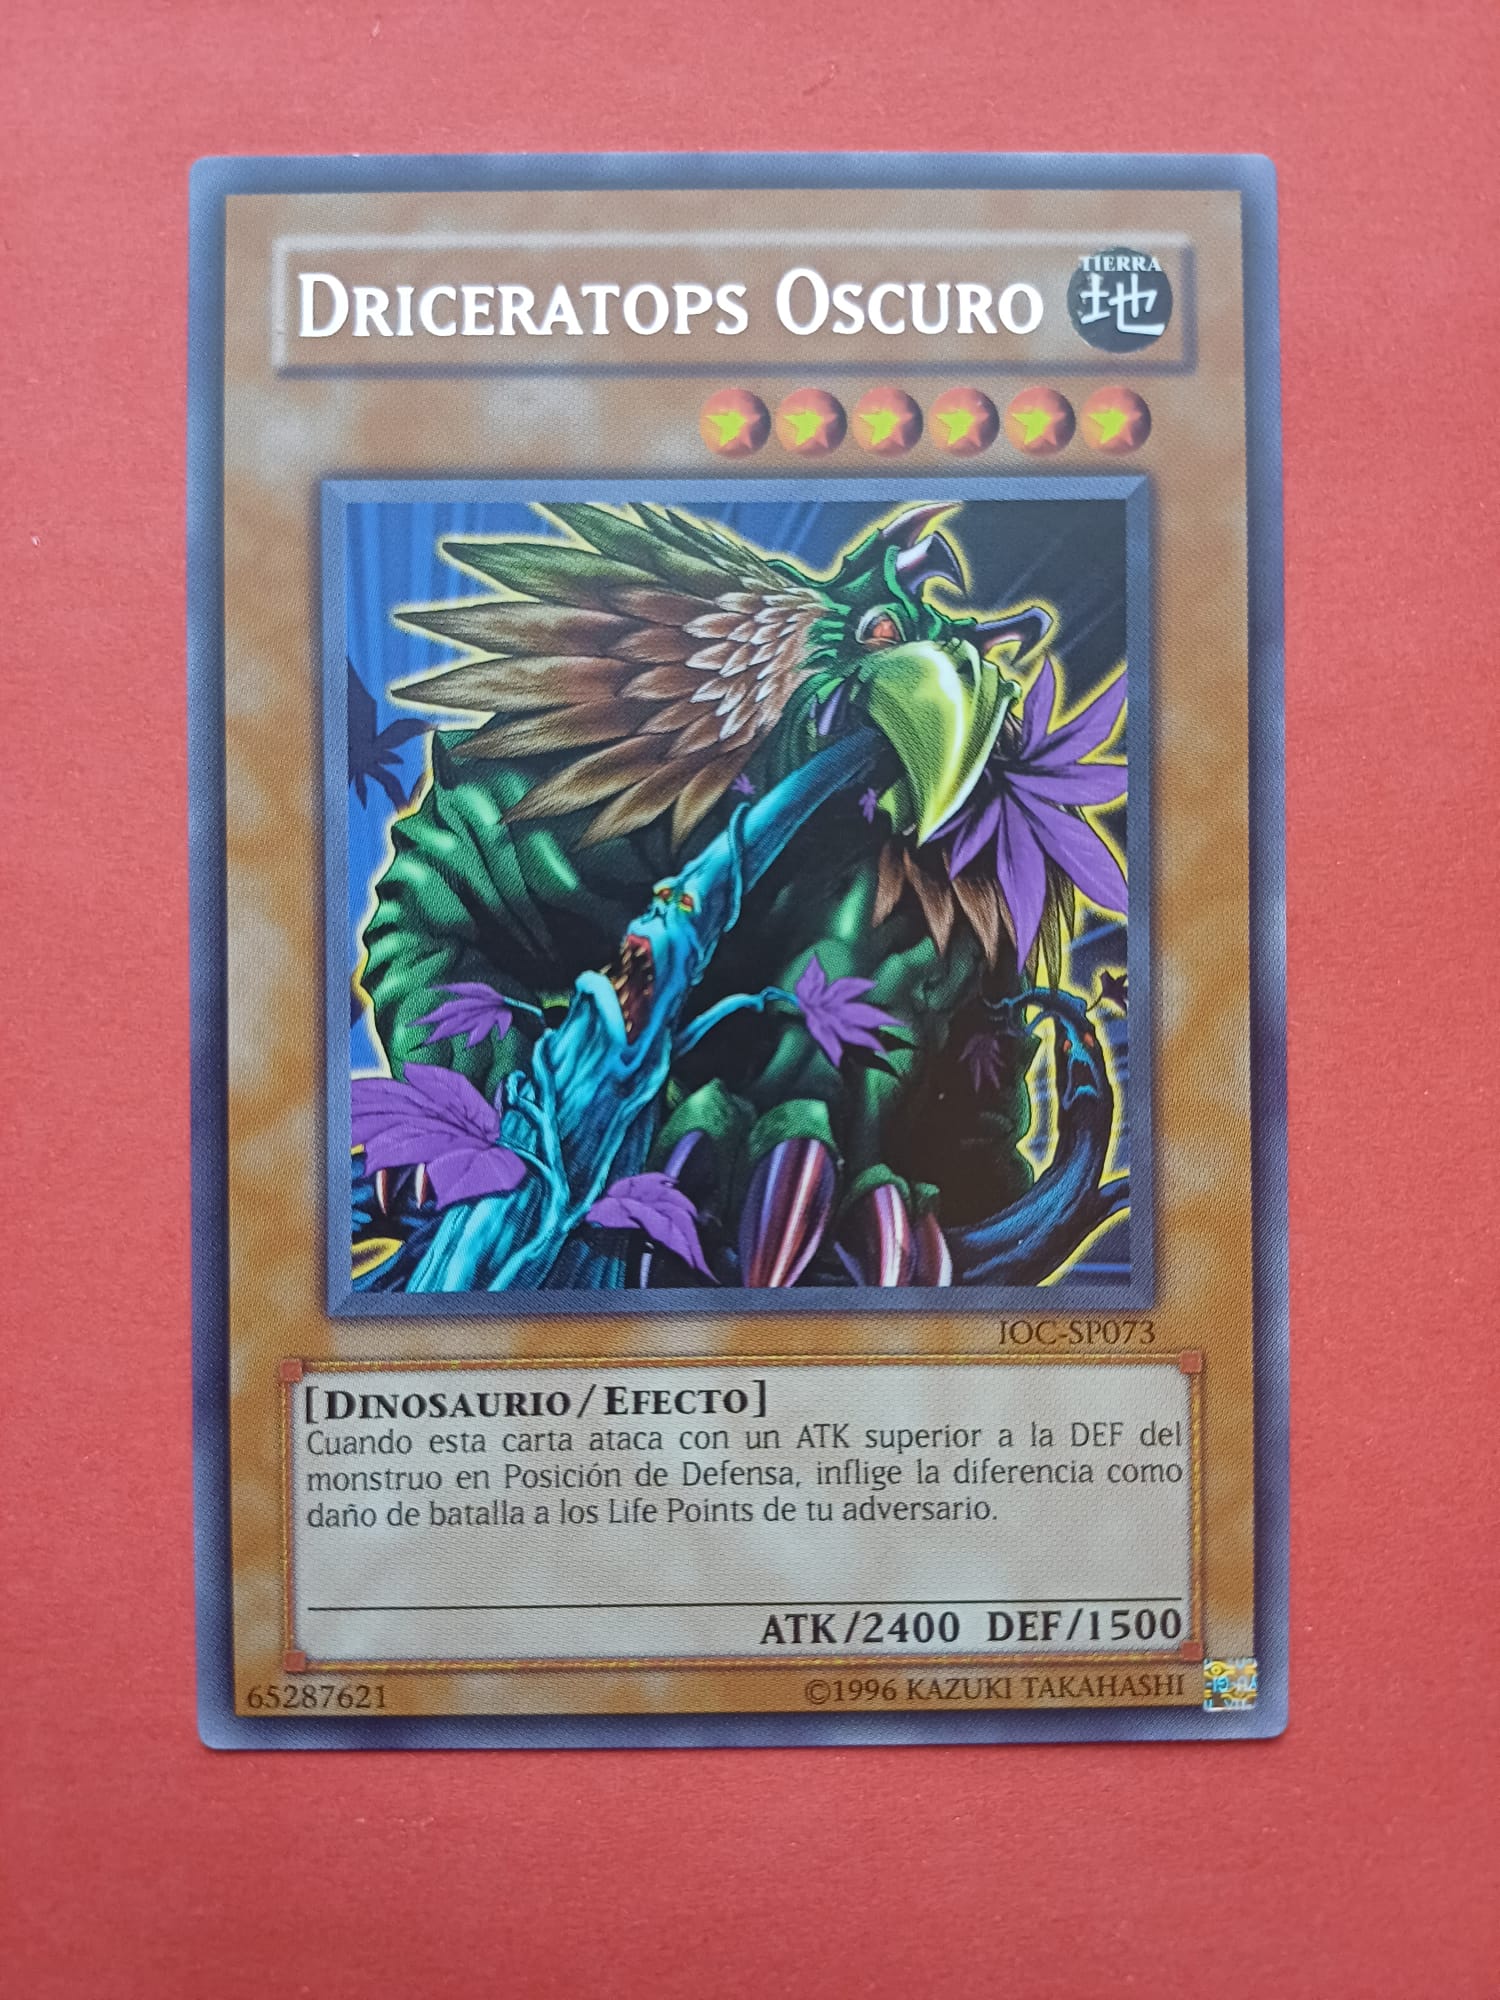 DRICERATOPS OSCURO
TIERRA
地
IOC-SP073
[DINOSAURIO/EFECTO]
Cuando esta carta ataca con un ATK superior a la DEF del
monstruo en Posición de Defensa, inflige la diferencia como
daño de batalla a los Life Points de tu adversario.
ATK/2400 DEF/1500
65287621
©1996 KAZUKI TAKAHASHI